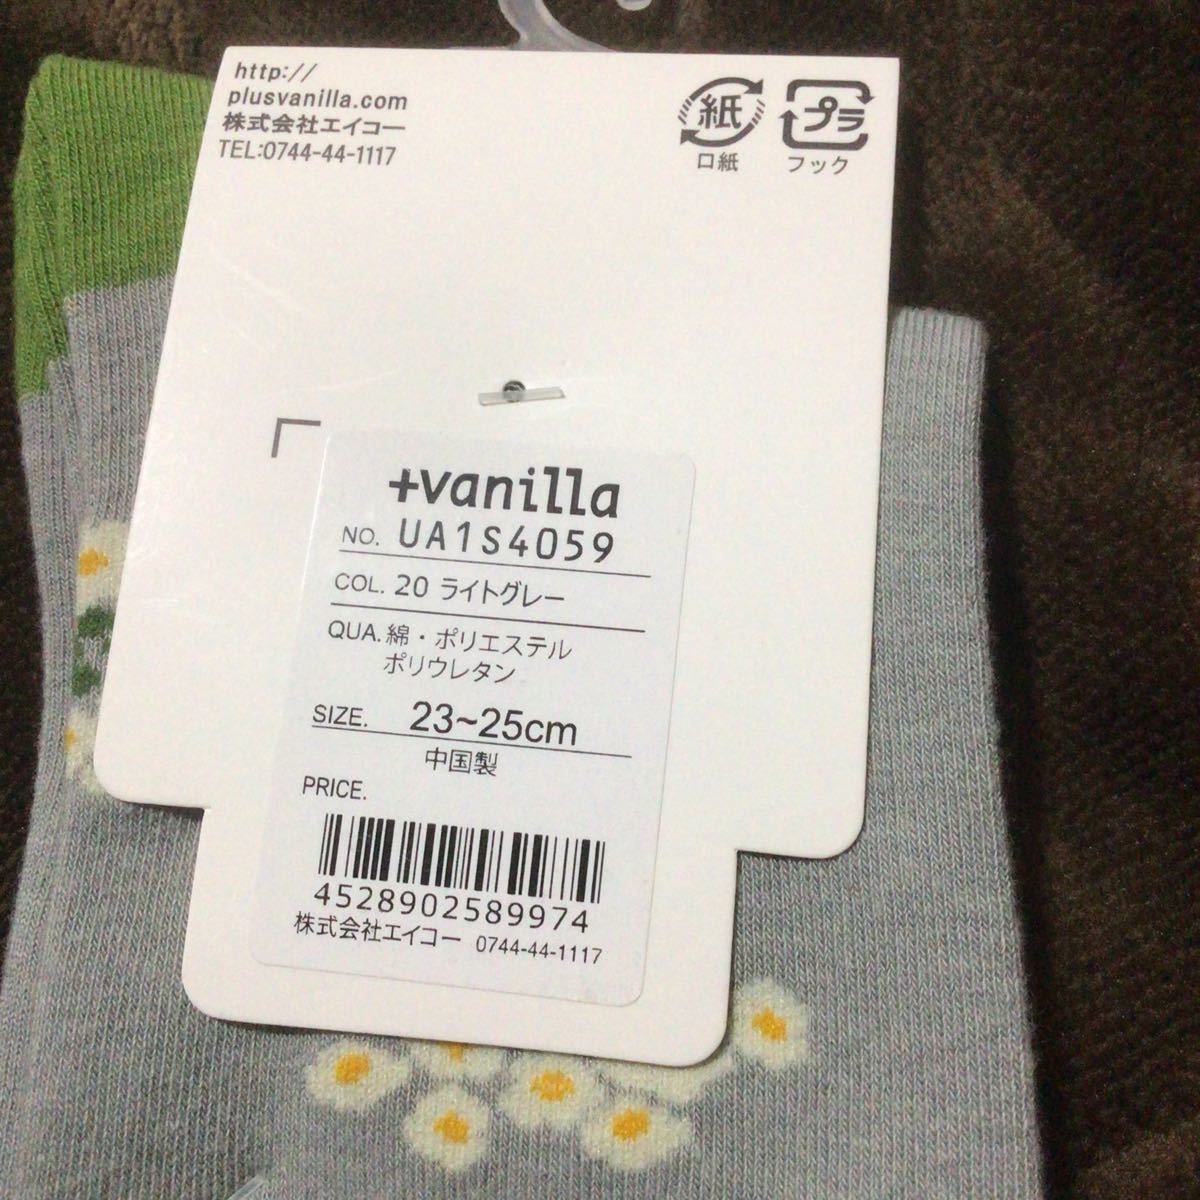 http://
plusvanilla.com
株式会社エイコー
TEL:0744-44-1117
紙
口紙
プラ
フック
+vanilla
NO. UA1S4059
COL. 20 ライトグレー
QUA. 綿・ポリエステル
ポリウレタン
SIZE. 23~25cm
中国製
PRICE.
4528902589974
株式会社エイコー 0744-44-1117